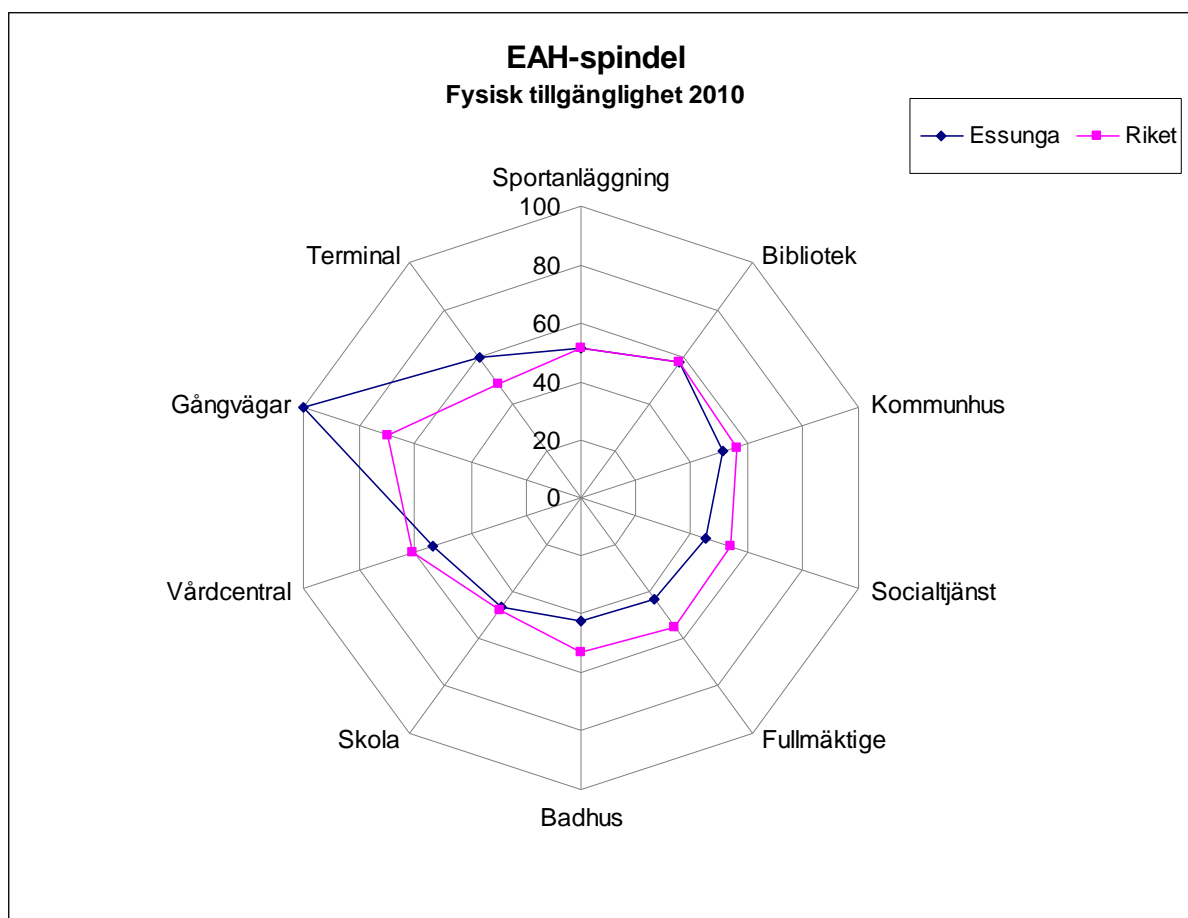 EAH-spindel
Fysisk tillgänglighet 2010
Essunga Riket
Sportanläggning
Bibliotek
Kommunhus
Socialtjänst
Fullmäktige
Badhus
Skola
Vårdcentral
Gångvägar
Terminal
100
80
60
40
20
0